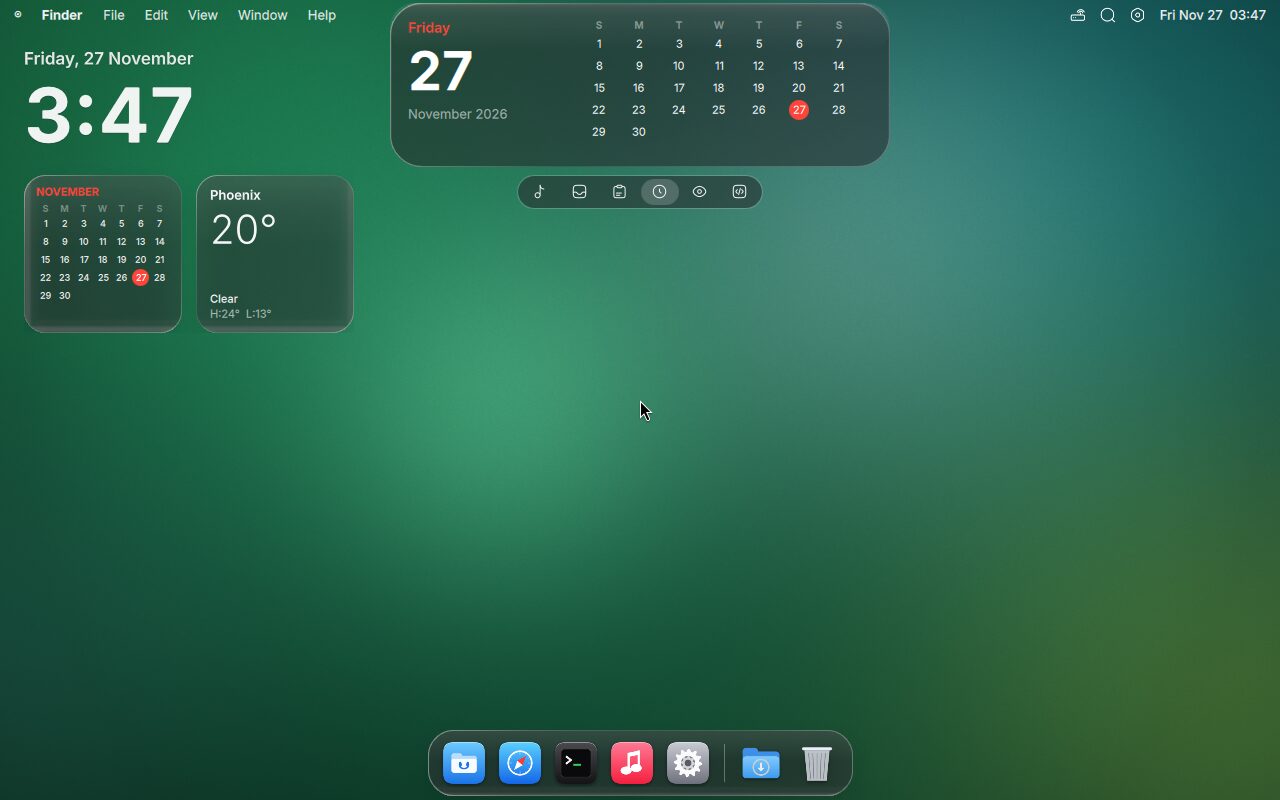 Finder File Edit View Window Help
Fri Nov 27 03:47
Friday, 27 November
3:47
Friday
27
November 2026
S M T W T F S
1 2 3 4 5 6 7
8 9 10 11 12 13 14
15 16 17 18 19 20 21
22 23 24 25 26 27 28
29 30
NOVEMBER
S M T W T F S
1 2 3 4 5 6 7
8 9 10 11 12 13 14
15 16 17 18 19 20 21
22 23 24 25 26 27 28
29 30
Phoenix
20°
Clear
H:24° L:13°